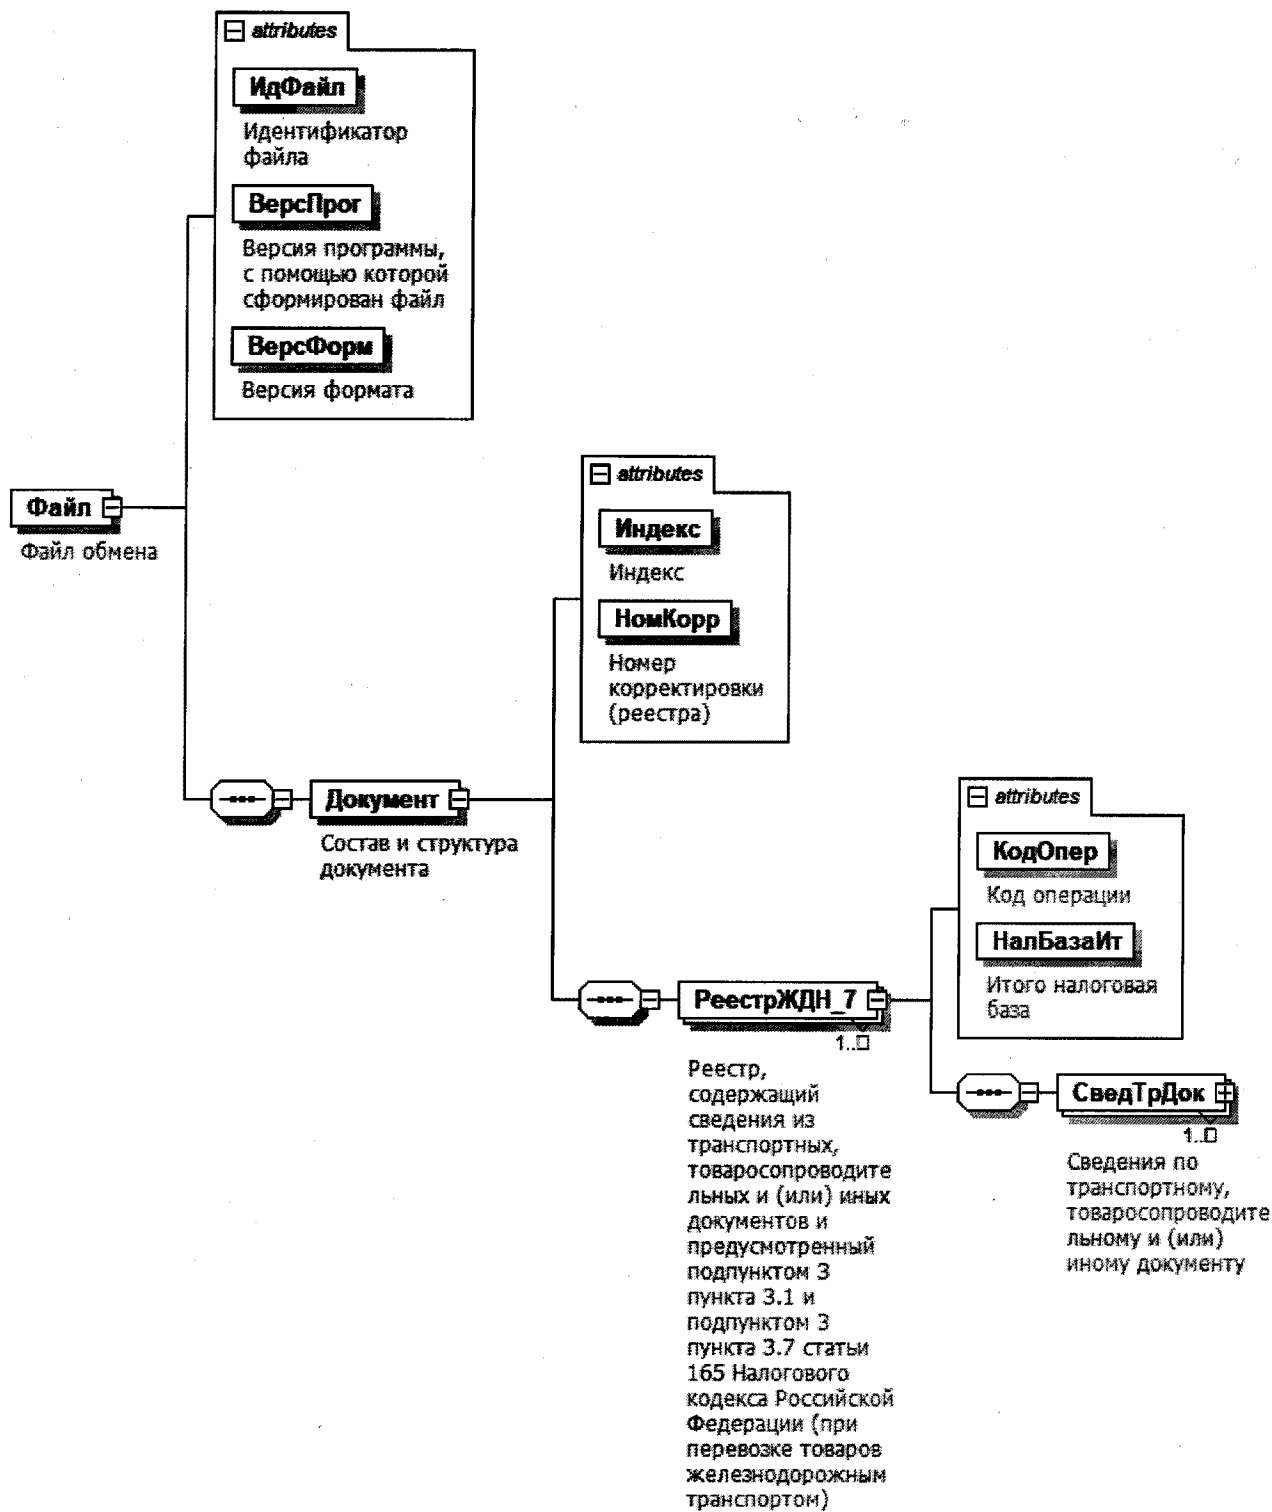 attributes
ИдФайл
Идентификатор
файла
ВерсПрог
Версия программы,
с помощью которой
сформирован файл
ВерсФорм
Версия формата
Файл
Файл обмена
attributes
Индекс
Индекс
НомКорр
Номер
корректировки
(реестра)
Документ
Состав и структура
документа
attributes
КодОпер
Код операции
НалБазаИт
Итого налоговая
база
РеестрЖДН_7
1..□
Реестр,
содержащий
сведения из
транспортных,
товаросопроводите
льных и (или) иных
документов и
предусмотренный
подпунктом 3
пункта 3.1 и
подпунктом 3
пункта 3.7 статьи
165 Налогового
кодекса Российской
Федерации (при
перевозке товаров
железнодорожным
транспортом)
СведТрДок
1..□
Сведения по
транспортному,
товаросопроводите
льному и (или)
иному документу